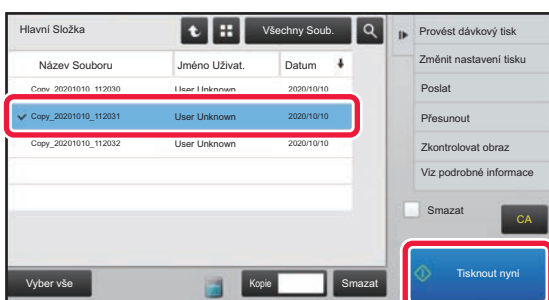 Hlavní Složka
Všechny Soub.
Název Souboru Jméno Uživat. Datum
Copy_20201010_112030 User Unknown 2020/10/10
Copy_20201010_112031 User Unknown 2020/10/10
Copy_20201010_112032 User Unknown 2020/10/10
Vyber vše
Kopie
Smazat
Provést dávkový tisk
Změnit nastavení tisku
Poslat
Přesunout
Zkontrolovat obraz
Viz podrobné informace
Smazat
CA
Tisknout nyní